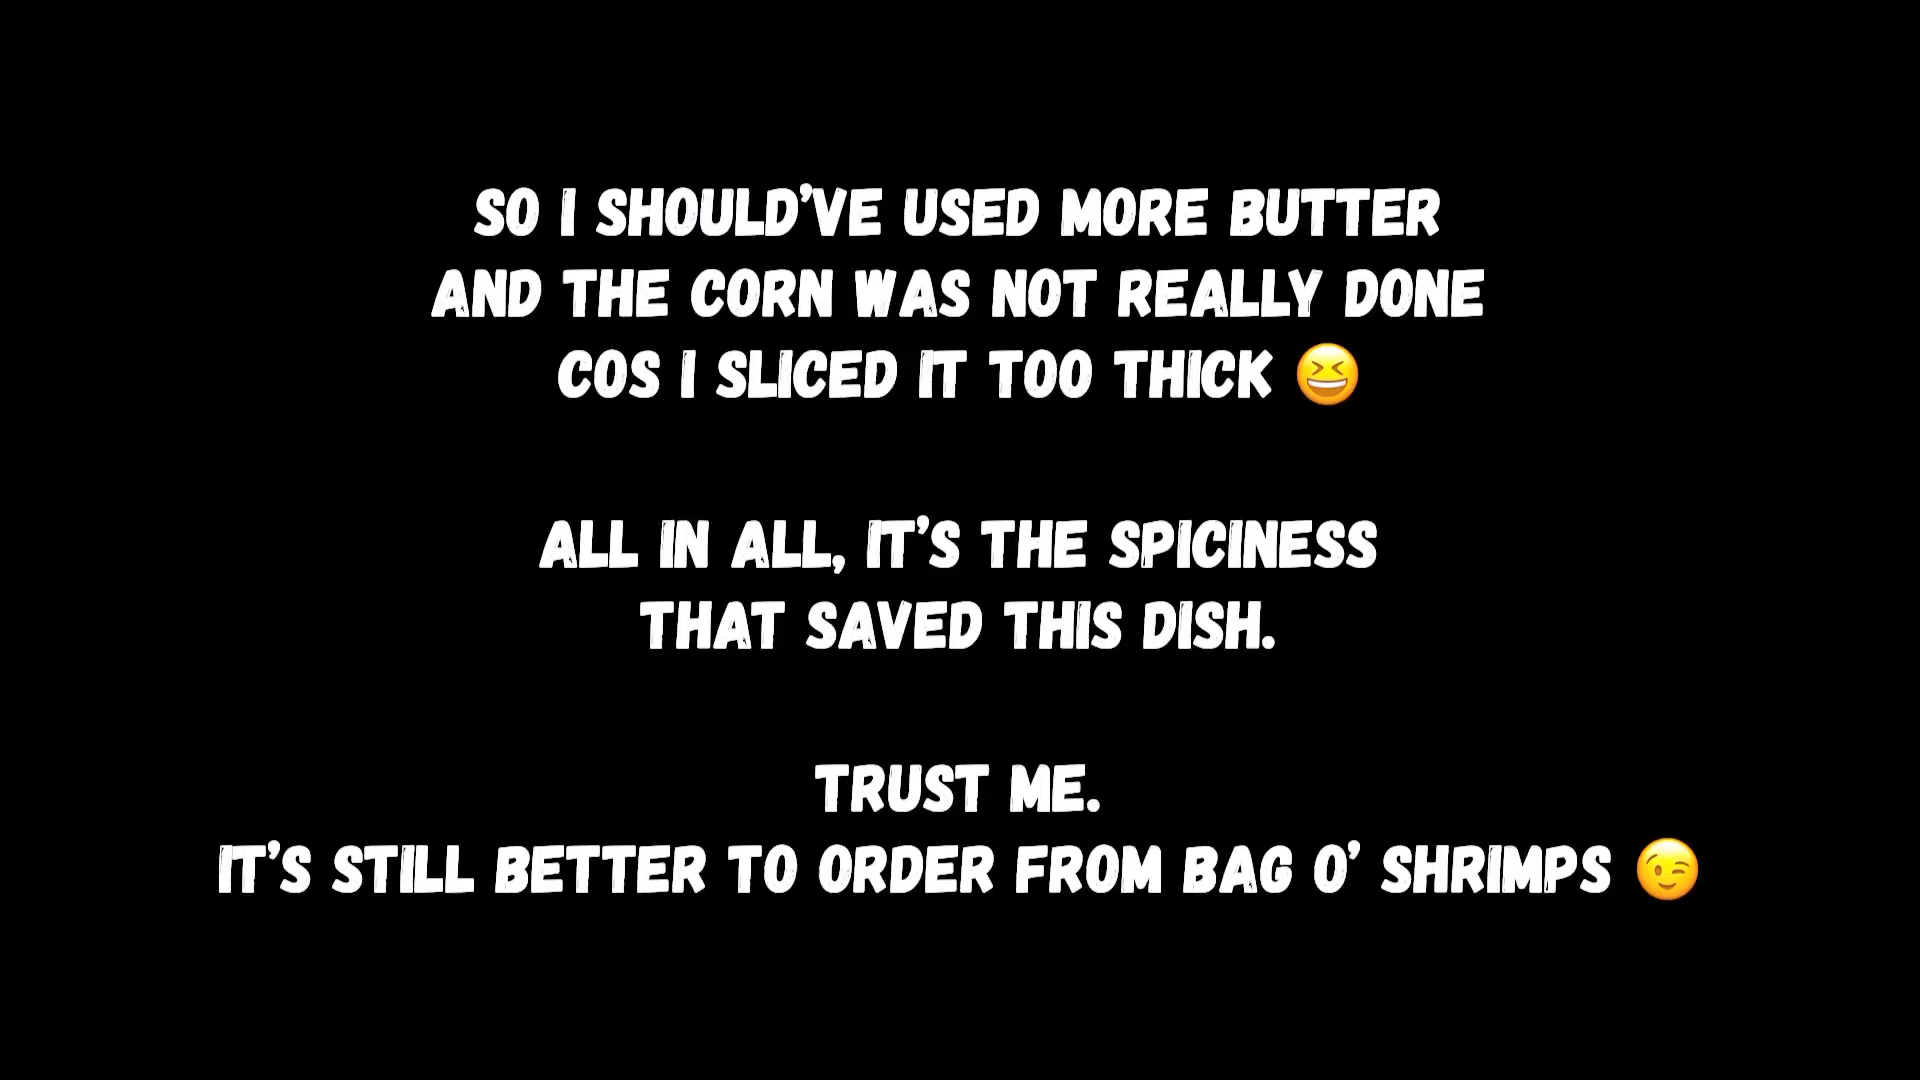 SO I SHOULD'VE USED MORE BUTTER
AND THE CORN WAS NOT REALLY DONE
COS I SLICED IT TOO THICK 😆
ALL IN ALL, IT'S THE SPICINESS
THAT SAVED THIS DISH.
TRUST ME.
IT'S STILL BETTER TO ORDER FROM BAG O' SHRIMPS 😉